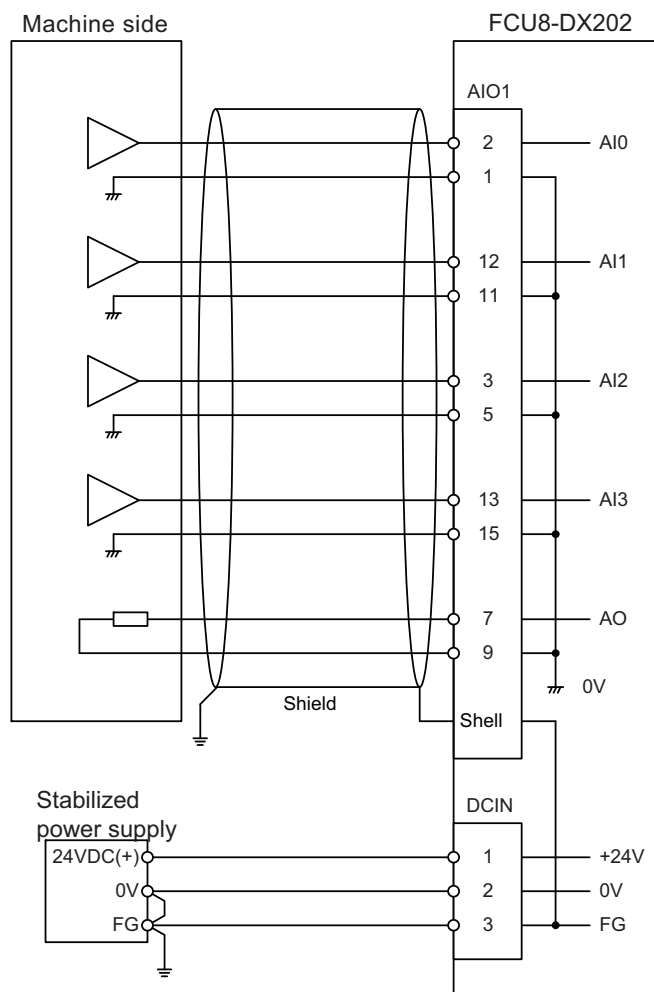 Machine side
FCU8-DX202
AIO1
2 AI0
1
12 AI1
11
3 AI2
5
13 AI3
15
7 AO
9
0V
Shield
Shell
Stabilized
power supply
DCIN
24VDC(+) 1 +24V
0V 2 0V
FG 3 FG